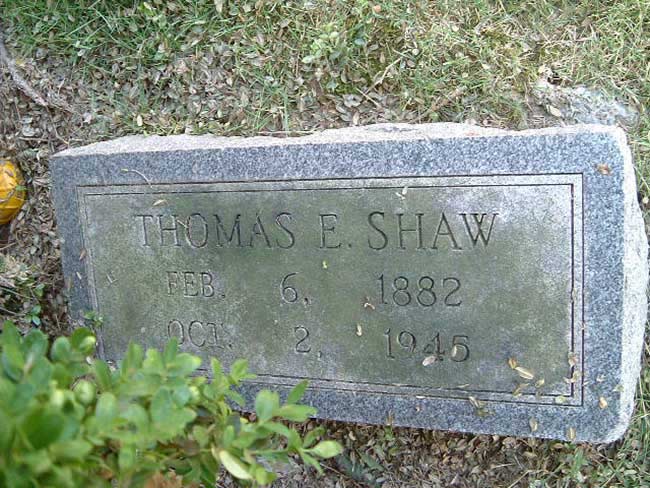 THOMAS E. SHAW
FEB. 6, 1882
OCT. 2, 1945